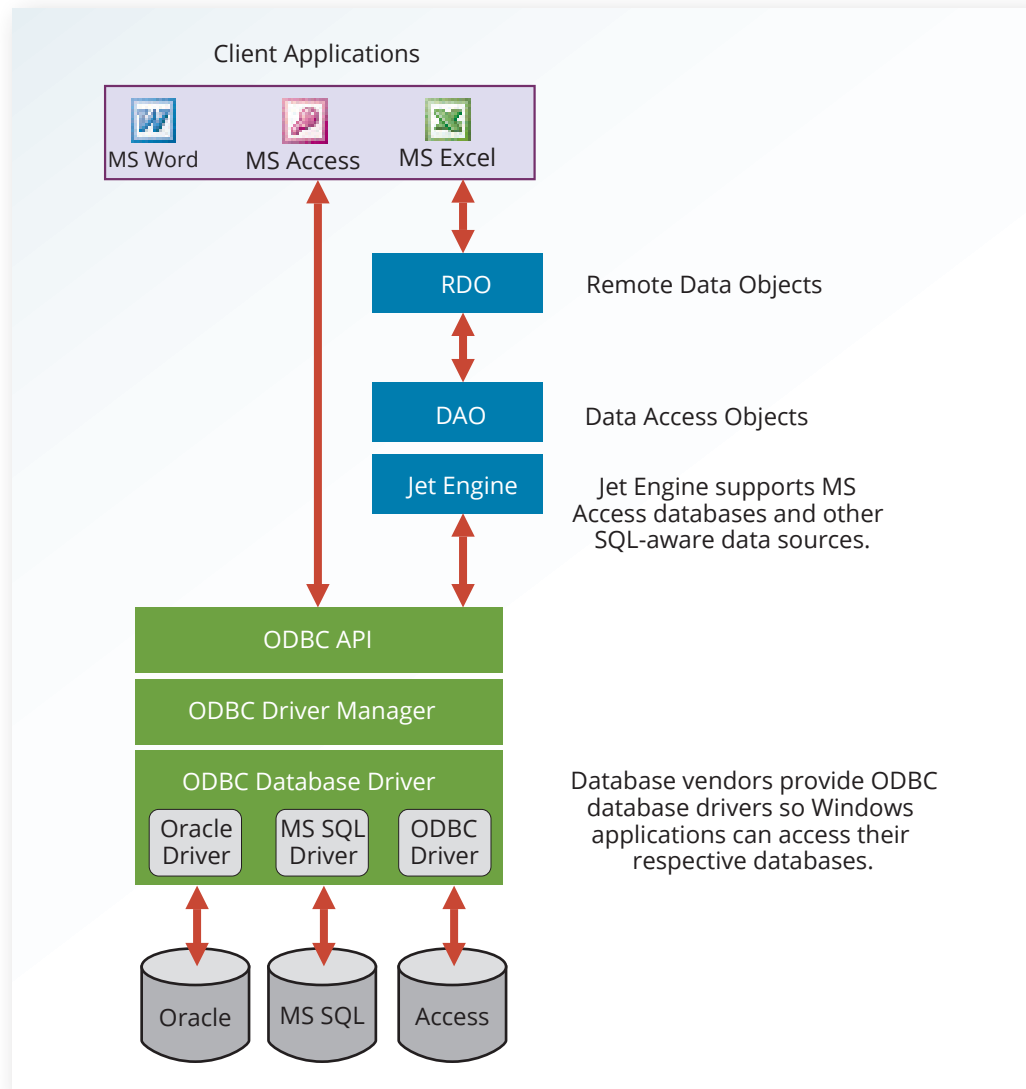 Client Applications
MS Word
MS Access
MS Excel
RDO
Remote Data Objects
DAO
Data Access Objects
Jet Engine
Jet Engine supports MS
Access databases and other
SQL-aware data sources.
ODBC API
ODBC Driver Manager
ODBC Database Driver
Oracle
Driver
MS SQL
Driver
ODBC
Driver
Database vendors provide ODBC
database drivers so Windows
applications can access their
respective databases.
Oracle
MS SQL
Access